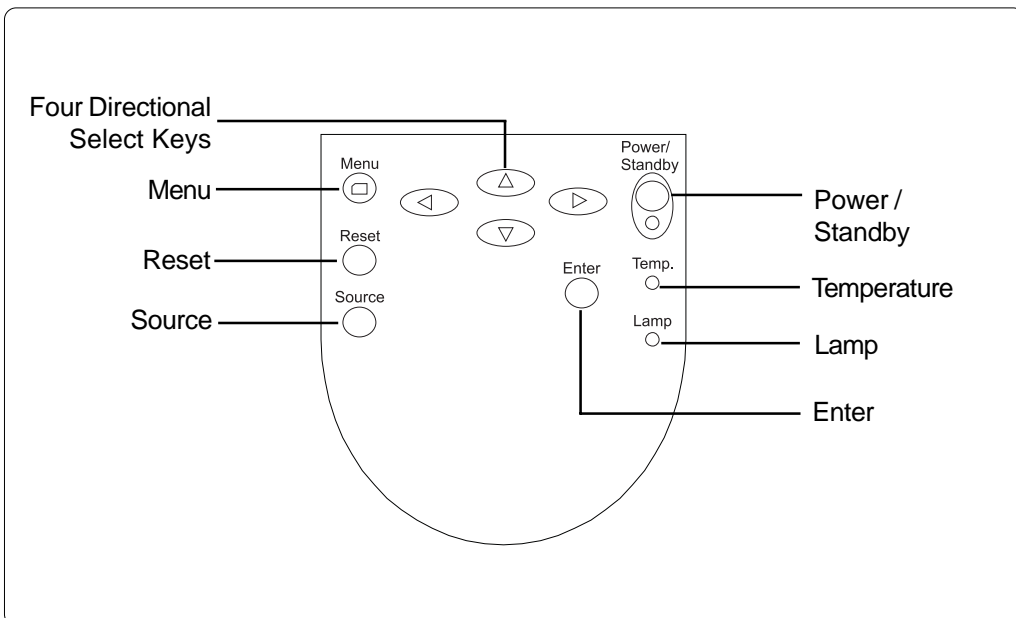 Four Directional
Select Keys
Menu
Reset
Source
Menu
Reset
Source
Enter
Power/
Standby
Temp.
Lamp
Power /
Standby
Temperature
Lamp
Enter